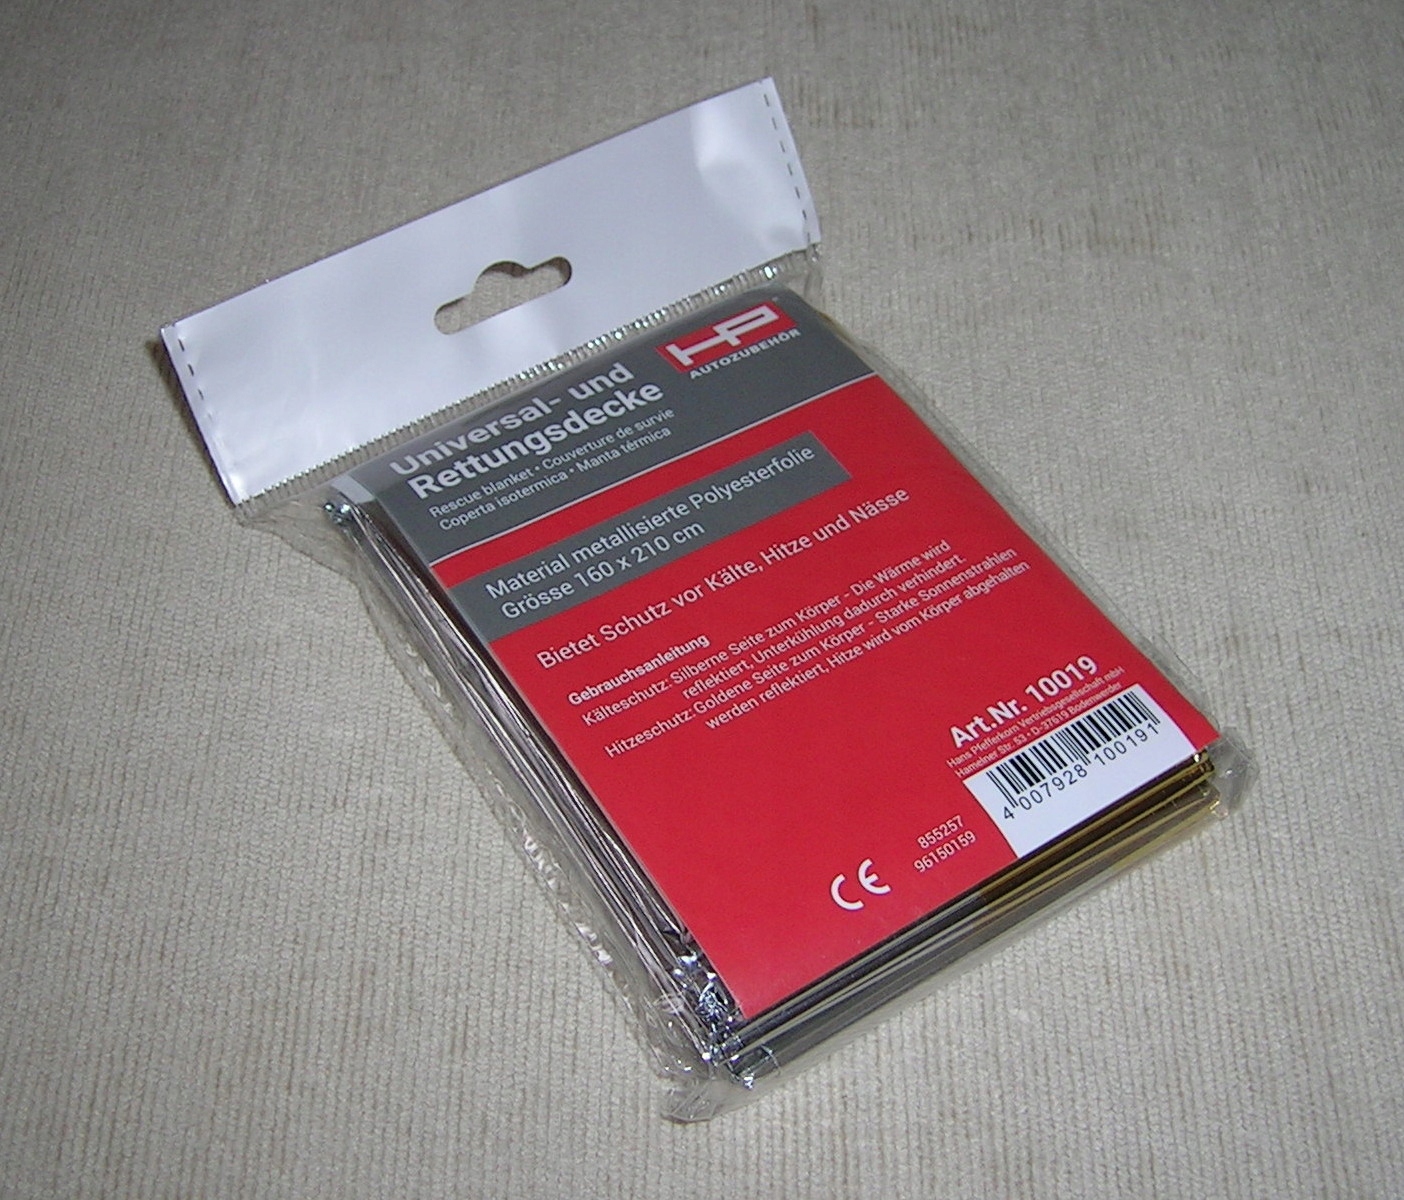 HP
AUTOZUBEHÖR
Universal- und
Rettungsdecke
Rescue blanket • Couverture de survie
Coperta isotermica • Manta térmica
Material metallisierte Polyesterfolie
Grösse 160 x 210 cm
Bietet Schutz vor Kälte, Hitze und Nässe
Gebrauchsanleitung
Kälteschutz: Silberne Seite zum Körper - Die Wärme wird
reflektiert, Unterkühlung dadurch verhindert.
Hitzeschutz: Goldene Seite zum Körper - Starke Sonnenstrahlen
werden reflektiert, Hitze wird vom Körper abgehalten
Art.Nr. 10019
Hans Pfefferkorn Vertriebsgesellschaft mbH
Hamelner Str. 53 • D-37619 Bodenwerder
4 007928 100191
855257
96150159
CE